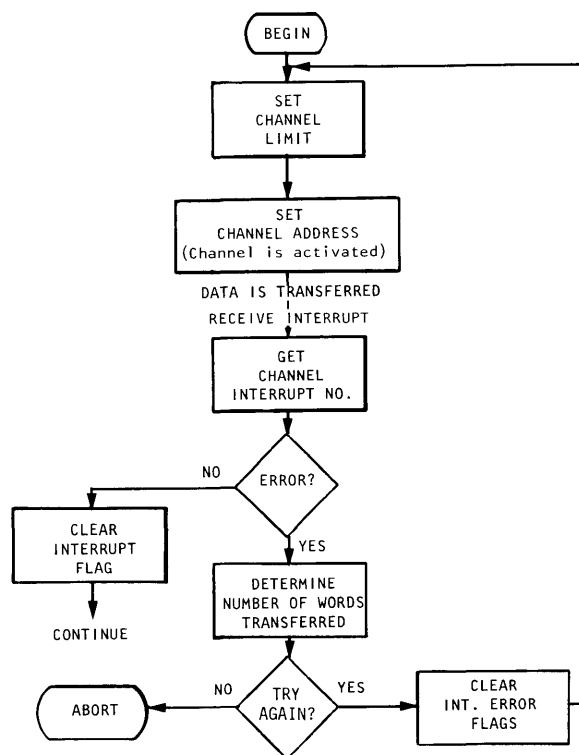 BEGIN
SET
CHANNEL
LIMIT
SET
CHANNEL ADDRESS
(Channel is activated)
DATA IS TRANSFERRED
RECEIVE INTERRUPT
GET
CHANNEL
INTERRUPT NO.
ERROR?
NO
YES
CLEAR
INTERRUPT
FLAG
CONTINUE
DETERMINE
NUMBER OF WORDS
TRANSFERRED
TRY
AGAIN?
NO
YES
ABORT
CLEAR
INT. ERROR
FLAGS